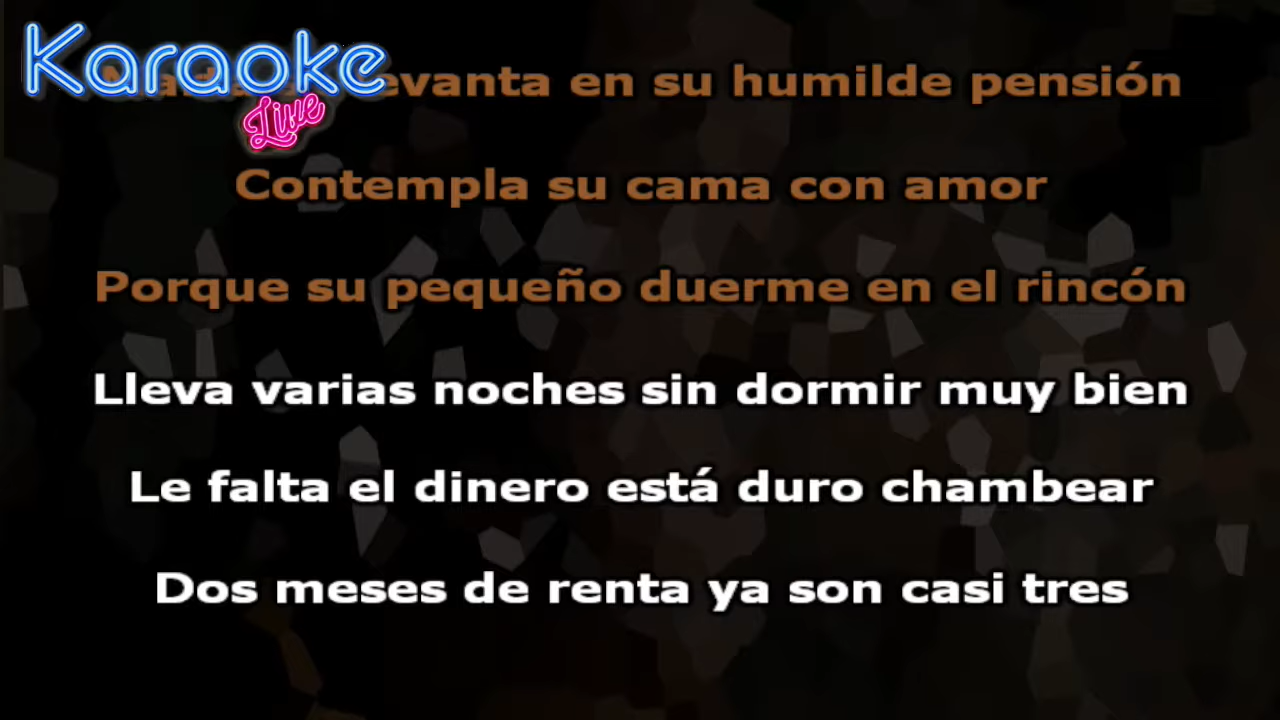 Karaoke
Live
evanta en su humilde pensión
Contempla su cama con amor
Porque su pequeño duerme en el rincón
Lleva varias noches sin dormir muy bien
Le falta el dinero está duro chambear
Dos meses de renta ya son casi tres